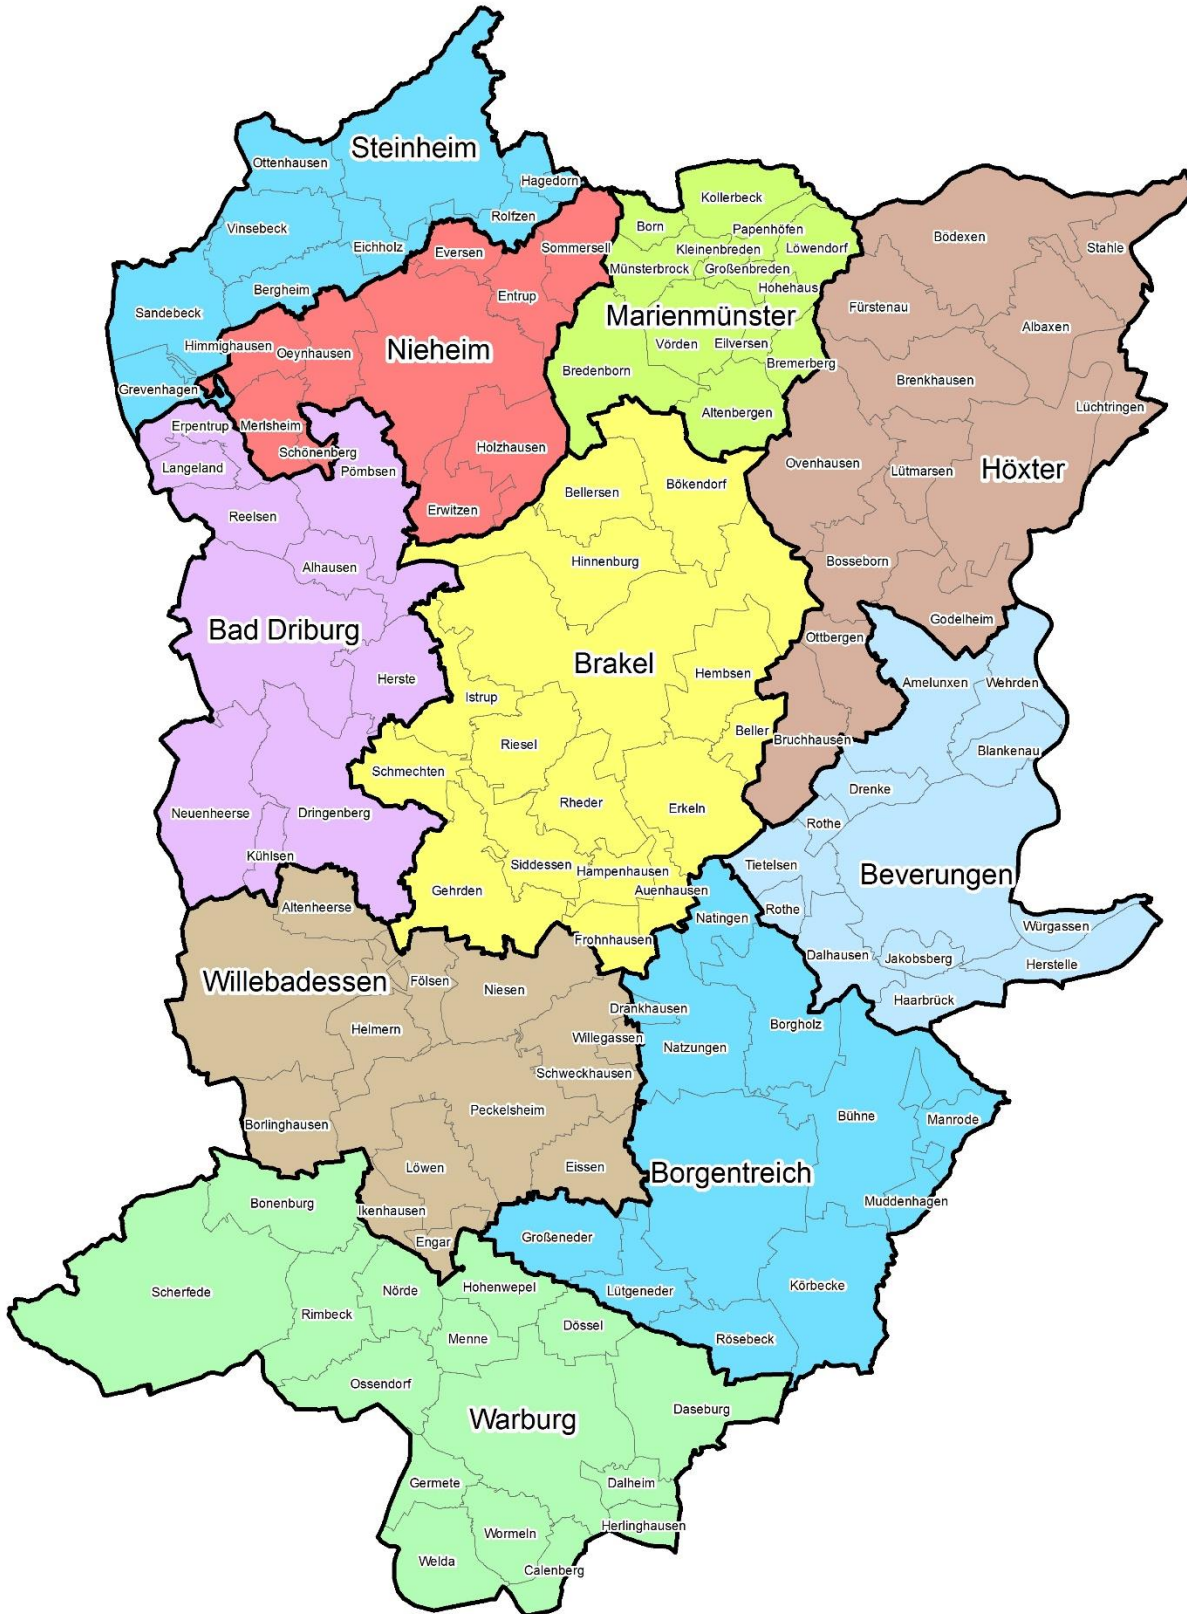 Steinheim
Ottenhausen
Hagedorn
Vinsebeck
Rolfzen
Eichholz
Bergheim
Sandebeck
Grevenhagen
Eversen
Sommersell
Entrup
Himmighausen
Oeynhausen
Nieheim
Merlsheim
Schönenberg
Holzhausen
Erwitzen
Kollerbeck
Born
Papenhöfen
Kleinenbreden
Löwendorf
Münsterbrock
Großenbreden
Hohehaus
Marienmünster
Vörden
Eilversen
Bremerberg
Bredenborn
Altenbergen
Bödexen
Stahle
Fürstenau
Albaxen
Brenkhausen
Lüchtringen
Ovenhausen
Lütmarsen
Höxter
Bosseborn
Godelheim
Ottbergen
Bruchhausen
Erpentrup
Langeland
Pömbsen
Reelsen
Alhausen
Bad Driburg
Herste
Neuenheerse
Dringenberg
Kühlsen
Bellersen
Bökendorf
Hinnenburg
Brakel
Hembsen
Istrup
Riesel
Beller
Schmechten
Rheder
Erkeln
Siddessen
Hampenhausen
Gehrden
Auenhausen
Frohnhausen
Amelunxen
Wehrden
Blankenau
Drenke
Rothe
Tietelsen
Beverungen
Rothe
Würgassen
Dalhausen
Jakobsberg
Herstelle
Haarbrück
Altenheerse
Willebadessen
Fölsen
Niesen
Helmern
Willegassen
Schweckhausen
Peckelsheim
Borlinghausen
Löwen
Eissen
Ikenhausen
Engar
Natingen
Drankhausen
Borgholz
Natzungen
Bühne
Manrode
Borgentreich
Muddenhagen
Großeneder
Lütgeneder
Körbecke
Rösebeck
Bonenburg
Scherfede
Nörde
Hohenwepel
Rimbeck
Menne
Dössel
Ossendorf
Warburg
Daseburg
Germete
Dalheim
Wormeln
Herlinghausen
Welda
Calenberg